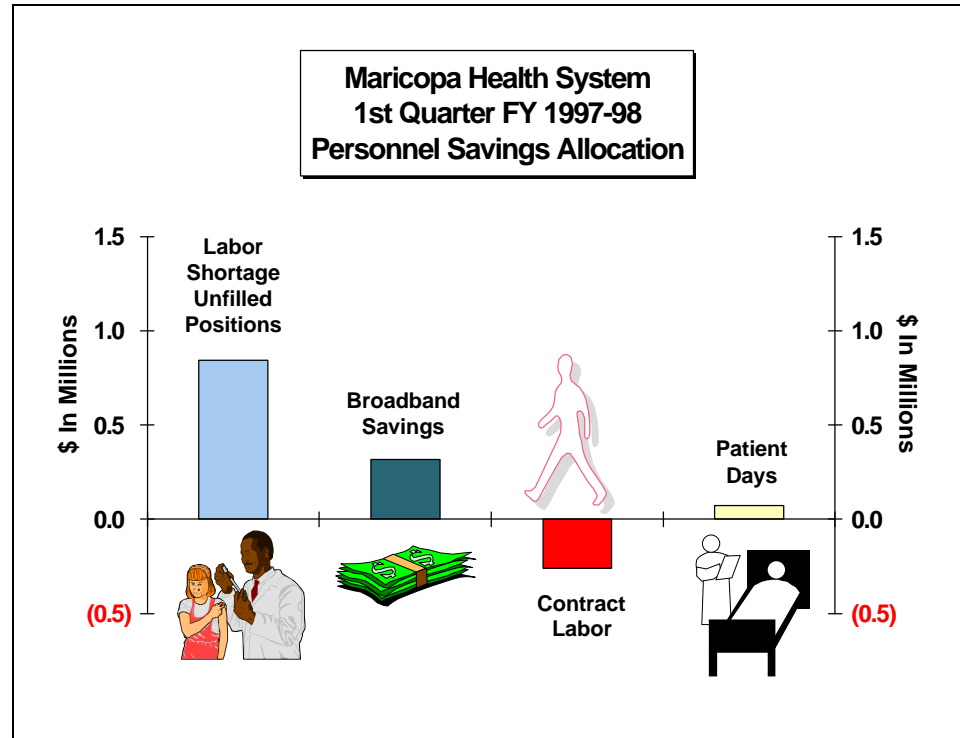 Maricopa Health System
1st Quarter FY 1997-98
Personnel Savings Allocation
$ In Millions
1.5
1.0
0.5
0.0
(0.5)
Labor
Shortage
Unfilled
Positions
Broadband
Savings
Contract
Labor
Patient
Days
1.5
1.0
0.5
0.0
(0.5)
$ In Millions
$
$